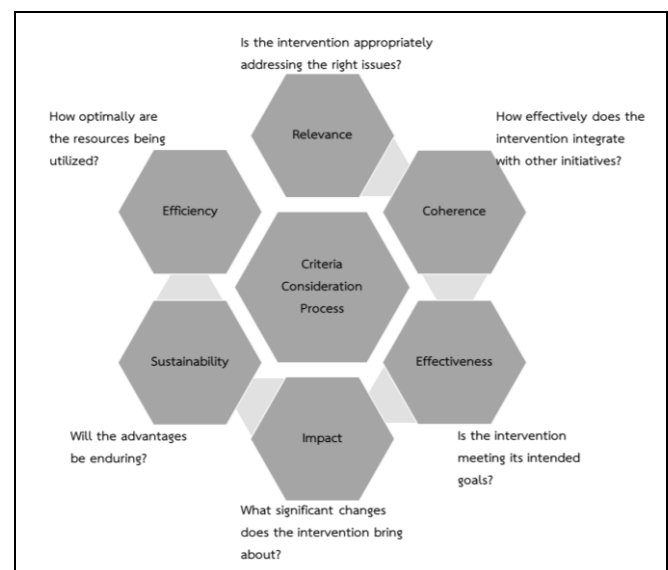 Is the intervention appropriately
addressing the right issues?
Relevance
How optimally are
the resources being
utilized?
How effectively does the
intervention integrate
with other initiatives?
Efficiency
Coherence
Criteria
Consideration
Process
Sustainability
Effectiveness
Will the advantages
be enduring?
Impact
Is the intervention
meeting its intended
goals?
What significant changes
does the intervention bring
about?